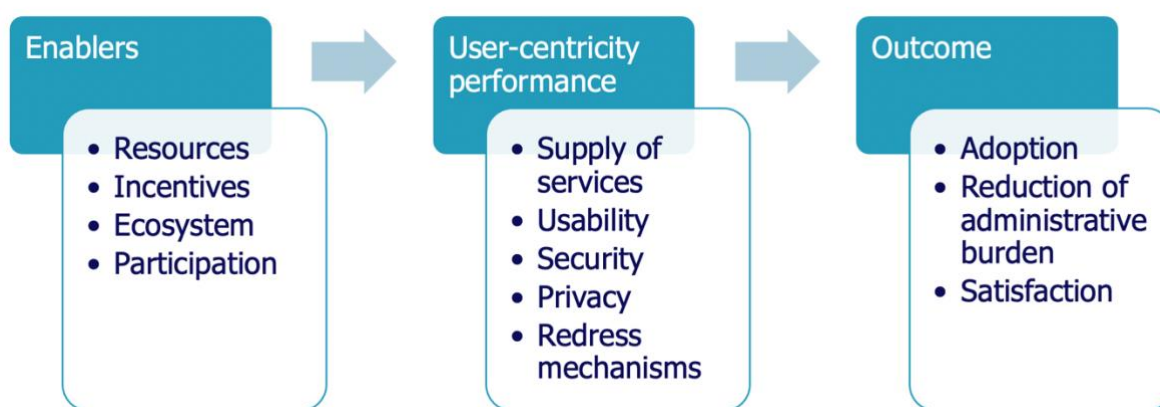 Enablers
• Resources
• Incentives
• Ecosystem
• Participation
User-centricity
performance
• Supply of
services
• Usability
• Security
• Privacy
• Redress
mechanisms
Outcome
• Adoption
• Reduction of
administrative
burden
• Satisfaction